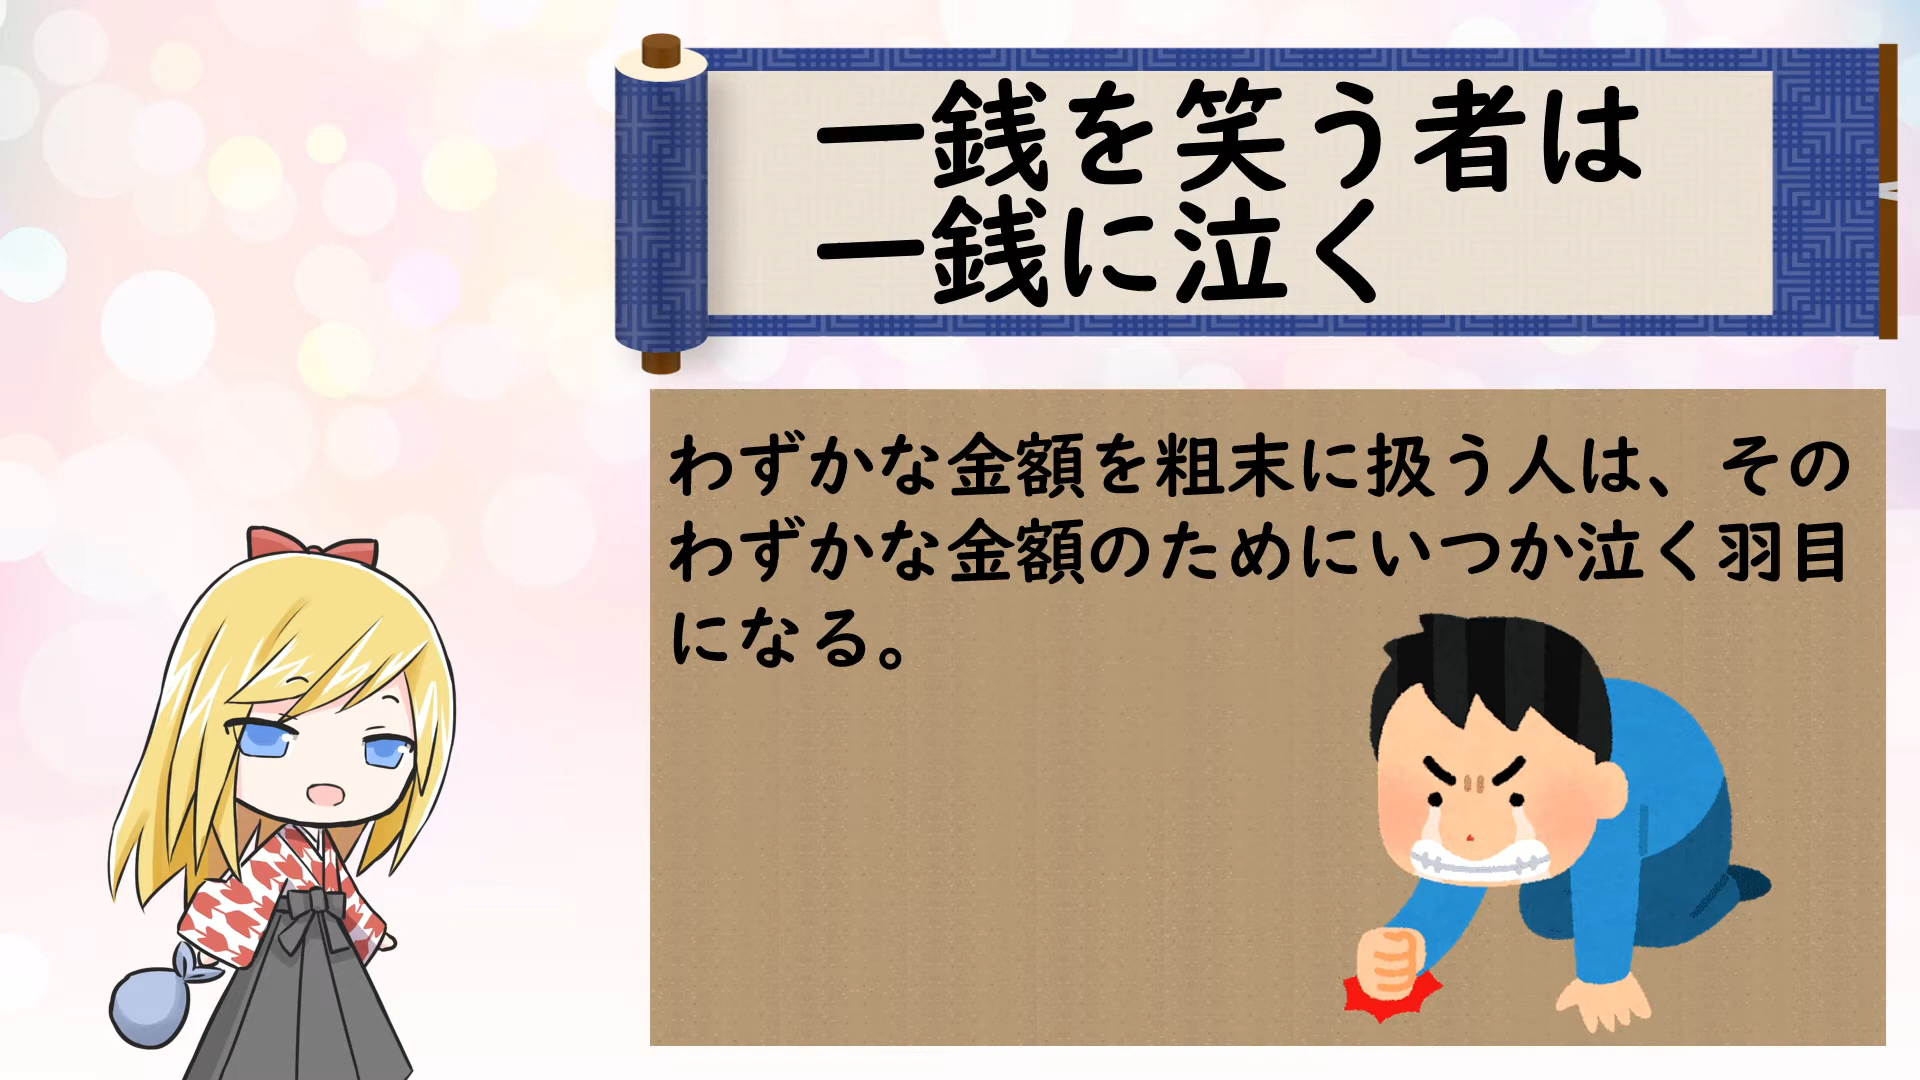 一銭を笑う者は
一銭に泣く
わずかな金額を粗末に扱う人は、その
わずかな金額のためにいつか泣く羽目
になる。